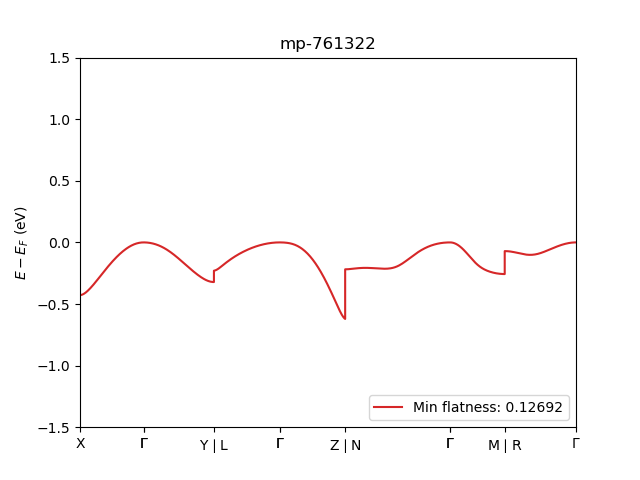 mp-761322
1.5
1.0
0.5
0.0
−0.5
−1.0
−1.5
E − E_F (eV)
Min flatness: 0.12692
X Γ Y | L Γ Z | N Γ M | R Γ